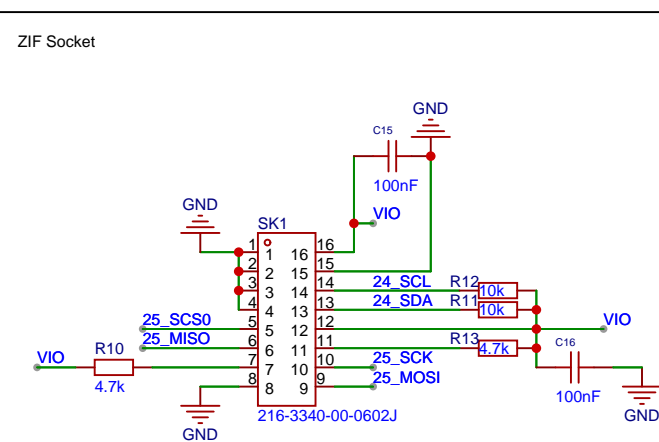 ZIF Socket
GND
C15
100nF
VIO
GND
SK1
1 1 16 16
2 2 15 15
3 3 14 14 24_SCL R12 10k
4 4 13 13 24_SDA R11 10k
25_SCS0 5 5 12 12 VIO
25_MISO 6 6 11 11 R13 4.7k C16
VIO R10 7 7 10 10 25_SCK
4.7k 8 8 9 9 25_MOSI 100nF
216-3340-00-0602J
GND
GND